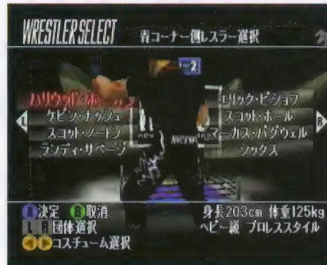 WRESTLER SELECT 青コーナー側レスラー選択
2
ハリウッド・ホーガン エリック・ビショフ
L ケビン・ナッシュ スコット・ホール R
スコット・ノートン マーカス・バグウェル
ランディ・サベージ シックス
A 決定 B 取消 身長203cm 体重125kg
L R 団体選択 ヘビー級 プロレススタイル
コスチューム選択